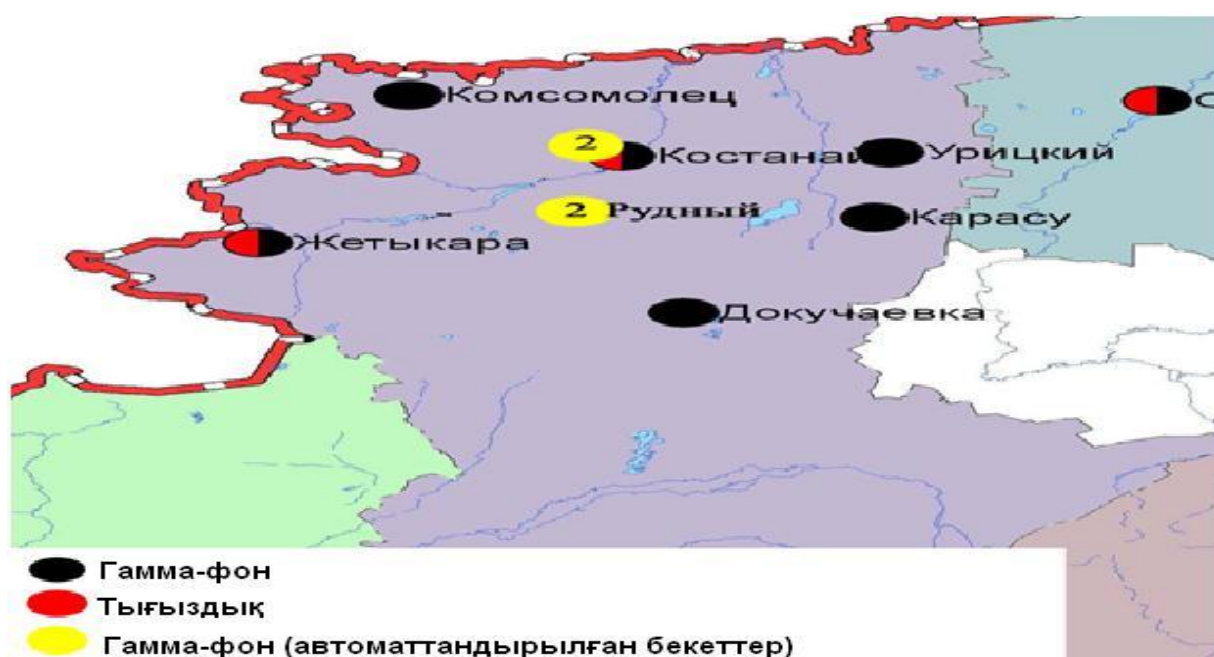 Комсомолец
2
Костанай
Урицкий
2 Рудный
Карасу
Жетыкара
Докучаевка
Гамма-фон
Тығыздық
Гамма-фон (автоматтандырылған бекеттер)